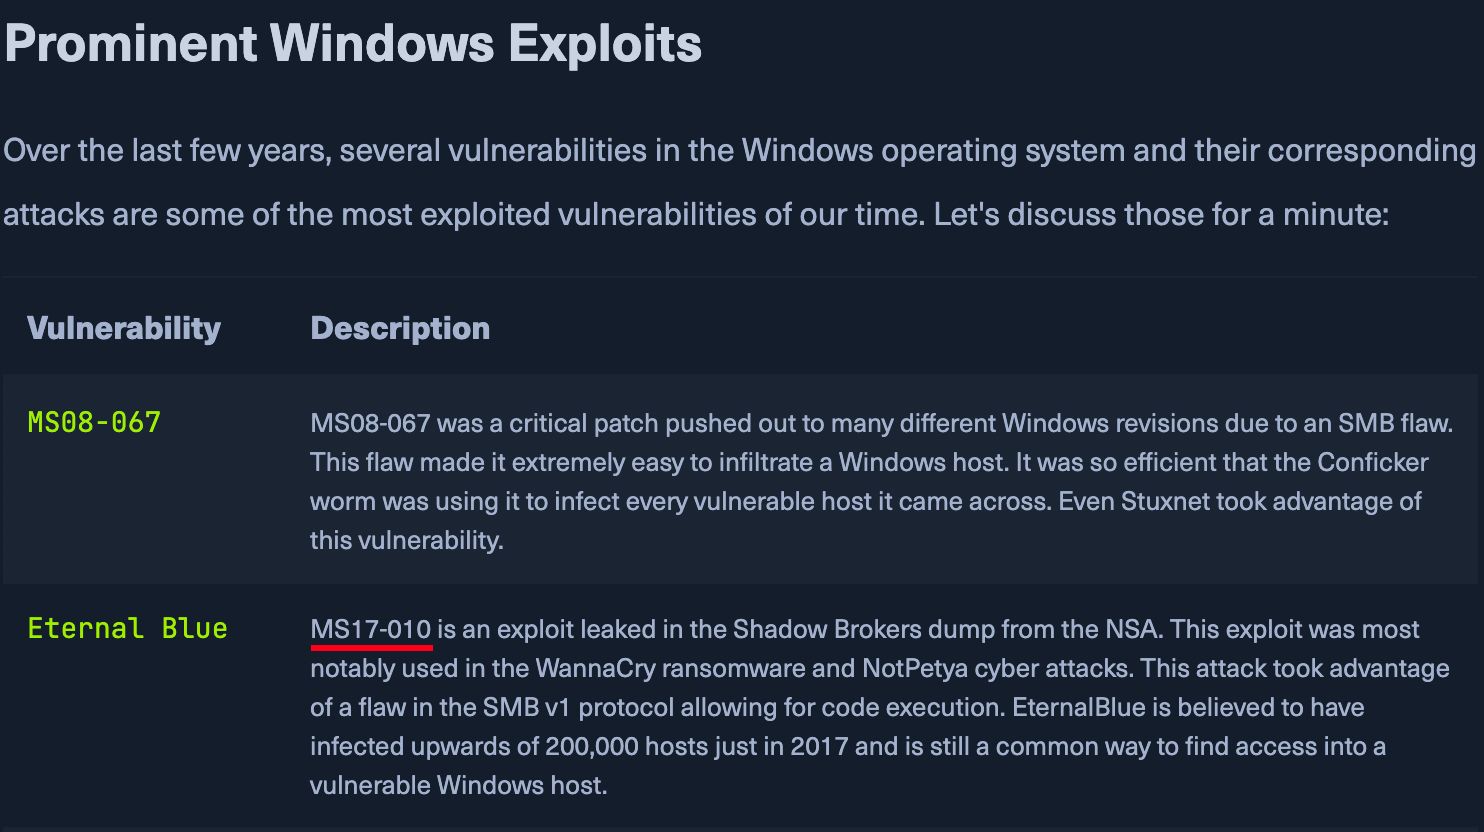 Prominent Windows Exploits
Over the last few years, several vulnerabilities in the Windows operating system and their corresponding
attacks are some of the most exploited vulnerabilities of our time. Let's discuss those for a minute:
Vulnerability Description
MS08-067 MS08-067 was a critical patch pushed out to many different Windows revisions due to an SMB flaw.
This flaw made it extremely easy to infiltrate a Windows host. It was so efficient that the Conficker
worm was using it to infect every vulnerable host it came across. Even Stuxnet took advantage of
this vulnerability.
Eternal Blue MS17-010 is an exploit leaked in the Shadow Brokers dump from the NSA. This exploit was most
notably used in the WannaCry ransomware and NotPetya cyber attacks. This attack took advantage
of a flaw in the SMB v1 protocol allowing for code execution. EternalBlue is believed to have
infected upwards of 200,000 hosts just in 2017 and is still a common way to find access into a
vulnerable Windows host.